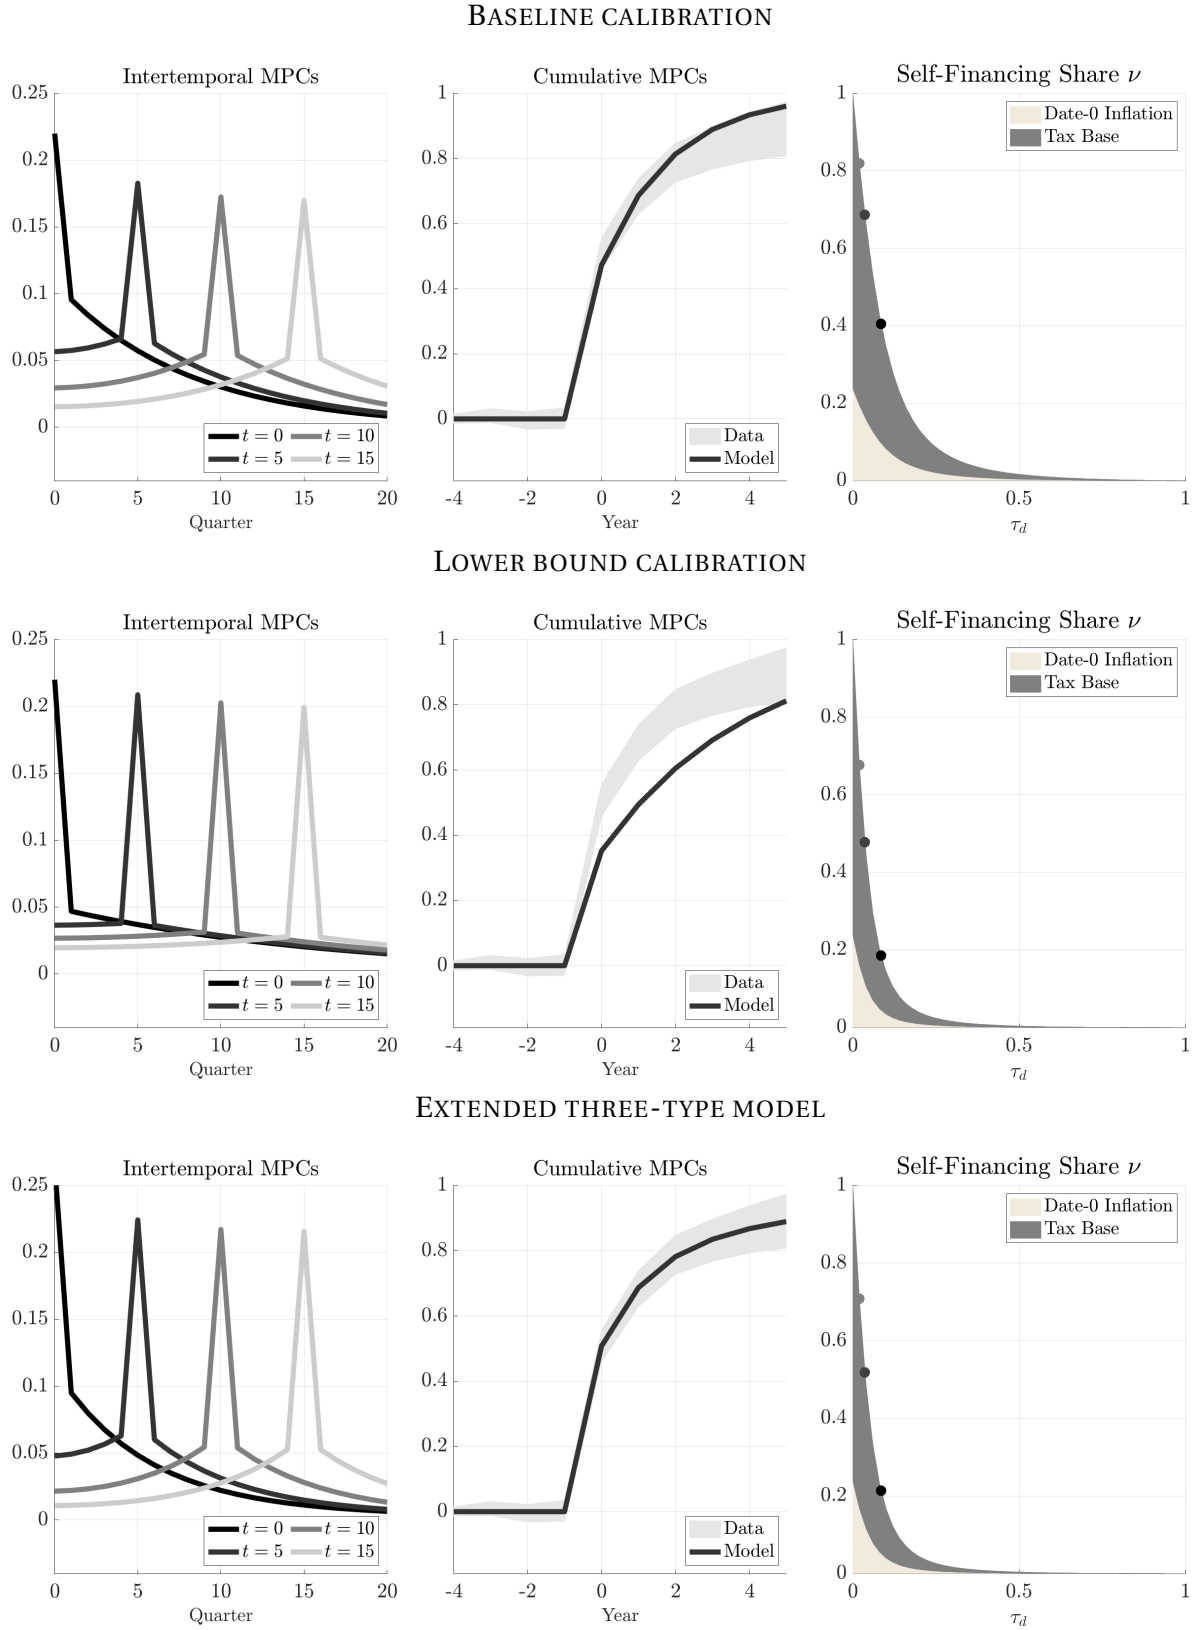 BASELINE CALIBRATION
Intertemporal MPCs
0.25
0.2
0.15
0.1
0.05
0
t = 0
t = 10
t = 5
t = 15
0 5 10 15 20
Quarter
Cumulative MPCs
1
0.8
0.6
0.4
0.2
0
Data
Model
-4 -2 0 2 4
Year
Self-Financing Share ν
1
0.8
0.6
0.4
0.2
0
Date-0 Inflation
Tax Base
0 0.5 1
τd
LOWER BOUND CALIBRATION
Intertemporal MPCs
0.25
0.2
0.15
0.1
0.05
0
t = 0
t = 10
t = 5
t = 15
0 5 10 15 20
Quarter
Cumulative MPCs
1
0.8
0.6
0.4
0.2
0
Data
Model
-4 -2 0 2 4
Year
Self-Financing Share ν
1
0.8
0.6
0.4
0.2
0
Date-0 Inflation
Tax Base
0 0.5 1
τd
EXTENDED THREE-TYPE MODEL
Intertemporal MPCs
0.25
0.2
0.15
0.1
0.05
0
t = 0
t = 10
t = 5
t = 15
0 5 10 15 20
Quarter
Cumulative MPCs
1
0.8
0.6
0.4
0.2
0
Data
Model
-4 -2 0 2 4
Year
Self-Financing Share ν
1
0.8
0.6
0.4
0.2
0
Date-0 Inflation
Tax Base
0 0.5 1
τd